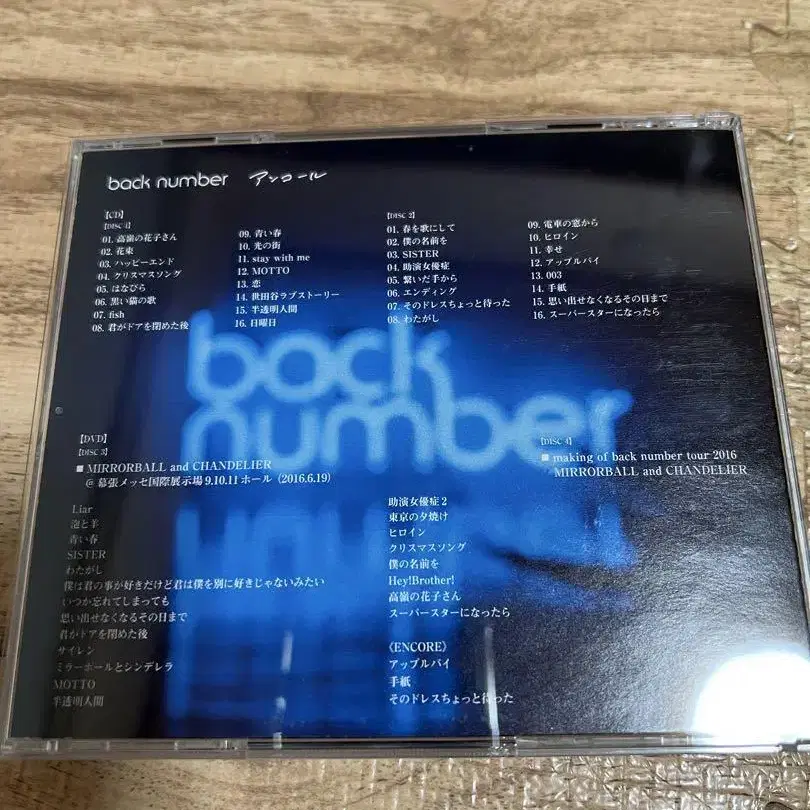 back number アンコール
【CD】
【DISC 1】
01. 高嶺の花子さん
02. 花束
03. ハッピーエンド
04. クリスマスソング
05. はなびら
06. 黒い猫の歌
07. fish
08. 君がドアを閉めた後
09. 青い春
10. 光の街
11. stay with me
12. MOTTO
13. 恋
14. 世田谷ラブストーリー
15. 半透明人間
16. 日曜日
【DISC 2】
01. 春を歌にして
02. 僕の名前を
03. SISTER
04. 助演女優症
05. 繋いだ手から
06. エンディング
07. そのドレスちょっと待った
08. わたがし
09. 電車の窓から
10. ヒロイン
11. 幸せ
12. アップルパイ
13. 003
14. 手紙
15. 思い出せなくなるその日まで
16. スーパースターになったら
back
number
【DVD】
【DISC 3】
■ MIRRORBALL and CHANDELIER
@ 幕張メッセ国際展示場9.10.11ホール (2016.6.19)
Liar
泡と羊
青い春
SISTER
わたがし
僕は君の事が好きだけど君は僕を別に好きじゃないみたい
いつか忘れてしまっても
思い出せなくなるその日まで
君がドアを閉めた後
サイレン
ミラーボールとシンデレラ
MOTTO
半透明人間
助演女優症2
東京の夕焼け
ヒロイン
クリスマスソング
僕の名前を
Hey!Brother!
高嶺の花子さん
スーパースターになったら
《ENCORE》
アップルパイ
手紙
そのドレスちょっと待った
【DISC 4】
■ making of back number tour 2016
MIRRORBALL and CHANDELIER